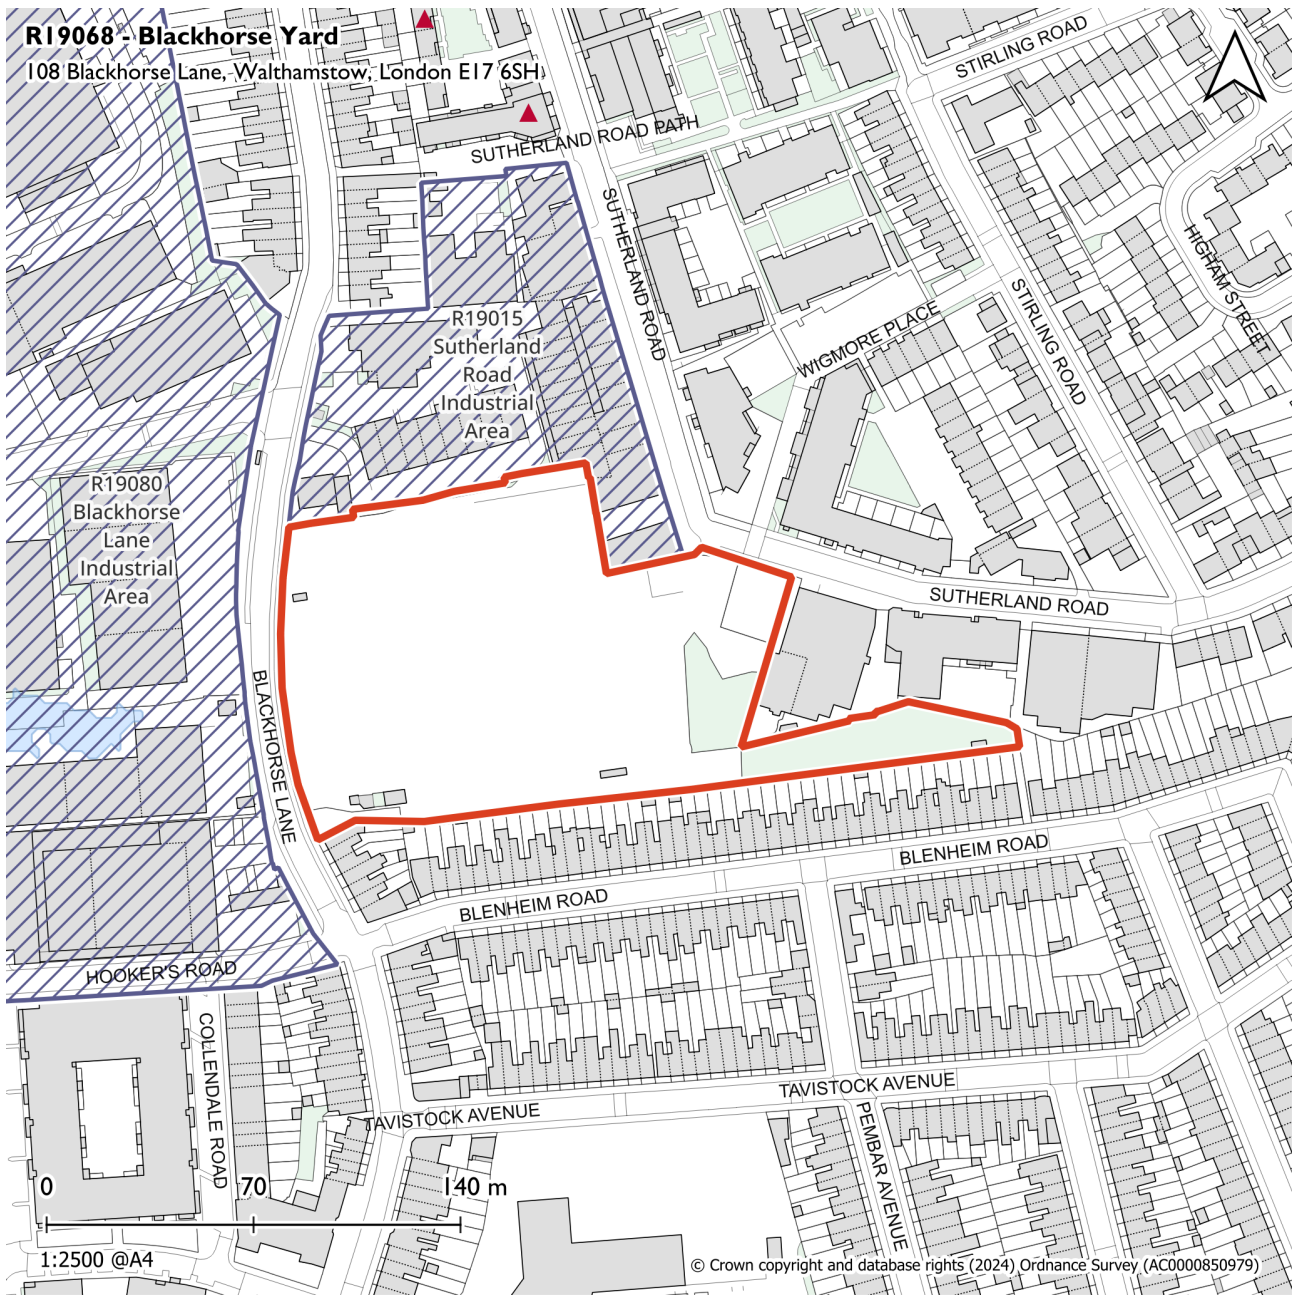 R19068 - Blackhorse Yard
108 Blackhorse Lane, Walthamstow, London E17 6SH
STIRLING ROAD
SUTHERLAND ROAD PATH
SUTHERLAND ROAD
HIGHAM STREET
STIRLING ROAD
WIGMORE PLACE
R19015
Sutherland
Road
Industrial
Area
R19080
Blackhorse
Lane
Industrial
Area
SUTHERLAND ROAD
BLACKHORSE LANE
BLENHEIM ROAD
BLENHEIM ROAD
HOOKER'S ROAD
COLLENDALE ROAD
TAVISTOCK AVENUE
TAVISTOCK AVENUE
PEMBAR AVENUE
0 70 140 m
1:2500 @A4
© Crown copyright and database rights (2024) Ordnance Survey (AC0000850979)